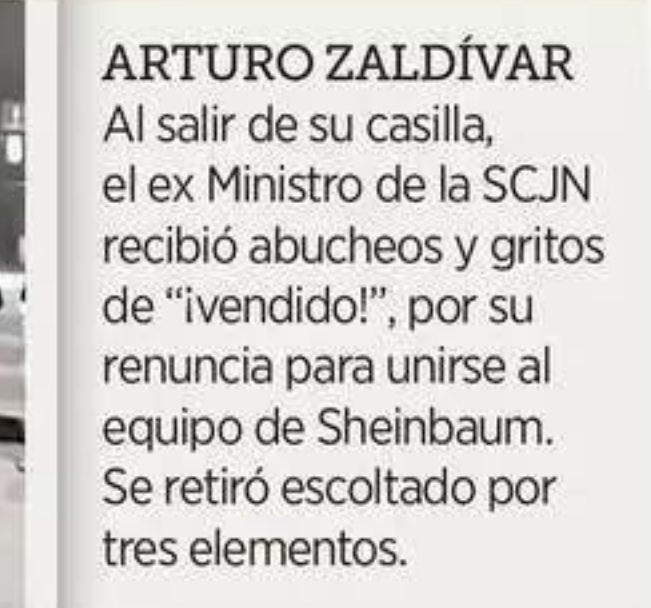 ARTURO ZALDÍVAR
Al salir de su casilla,
el ex Ministro de la SCJN
recibió abucheos y gritos
de “¡vendido!”, por su
renuncia para unirse al
equipo de Sheinbaum.
Se retiró escoltado por
tres elementos.